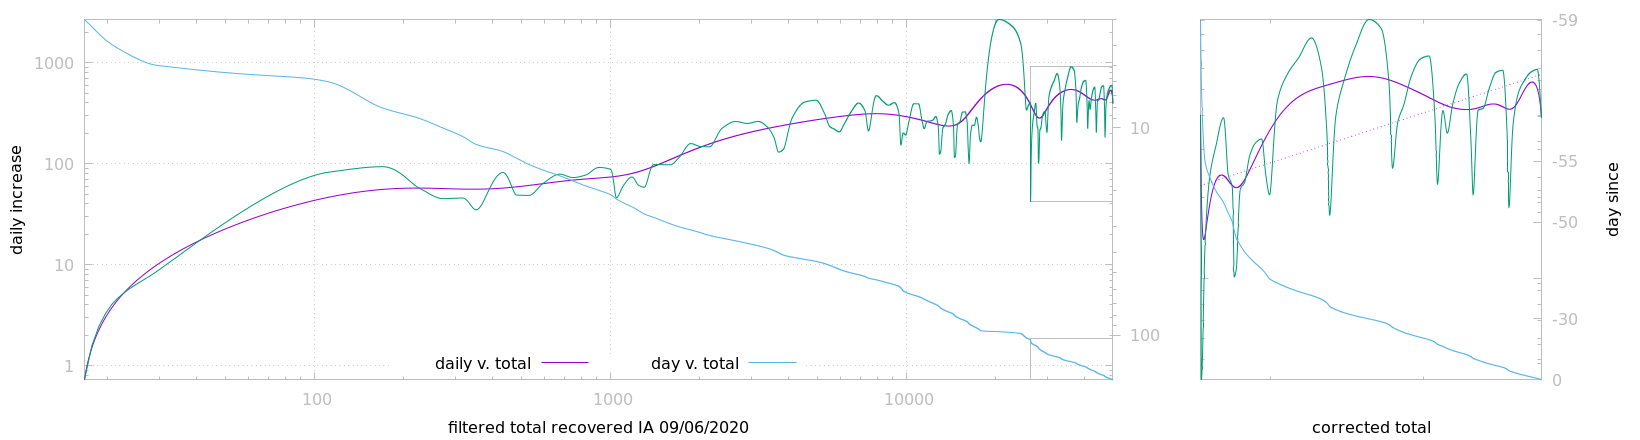 daily increase
1000
100
10
1
100
1000
10000
filtered total recovered IA 09/06/2020
daily v. total
day v. total
10
100
corrected total
-59
-55
-50
-30
0
day since